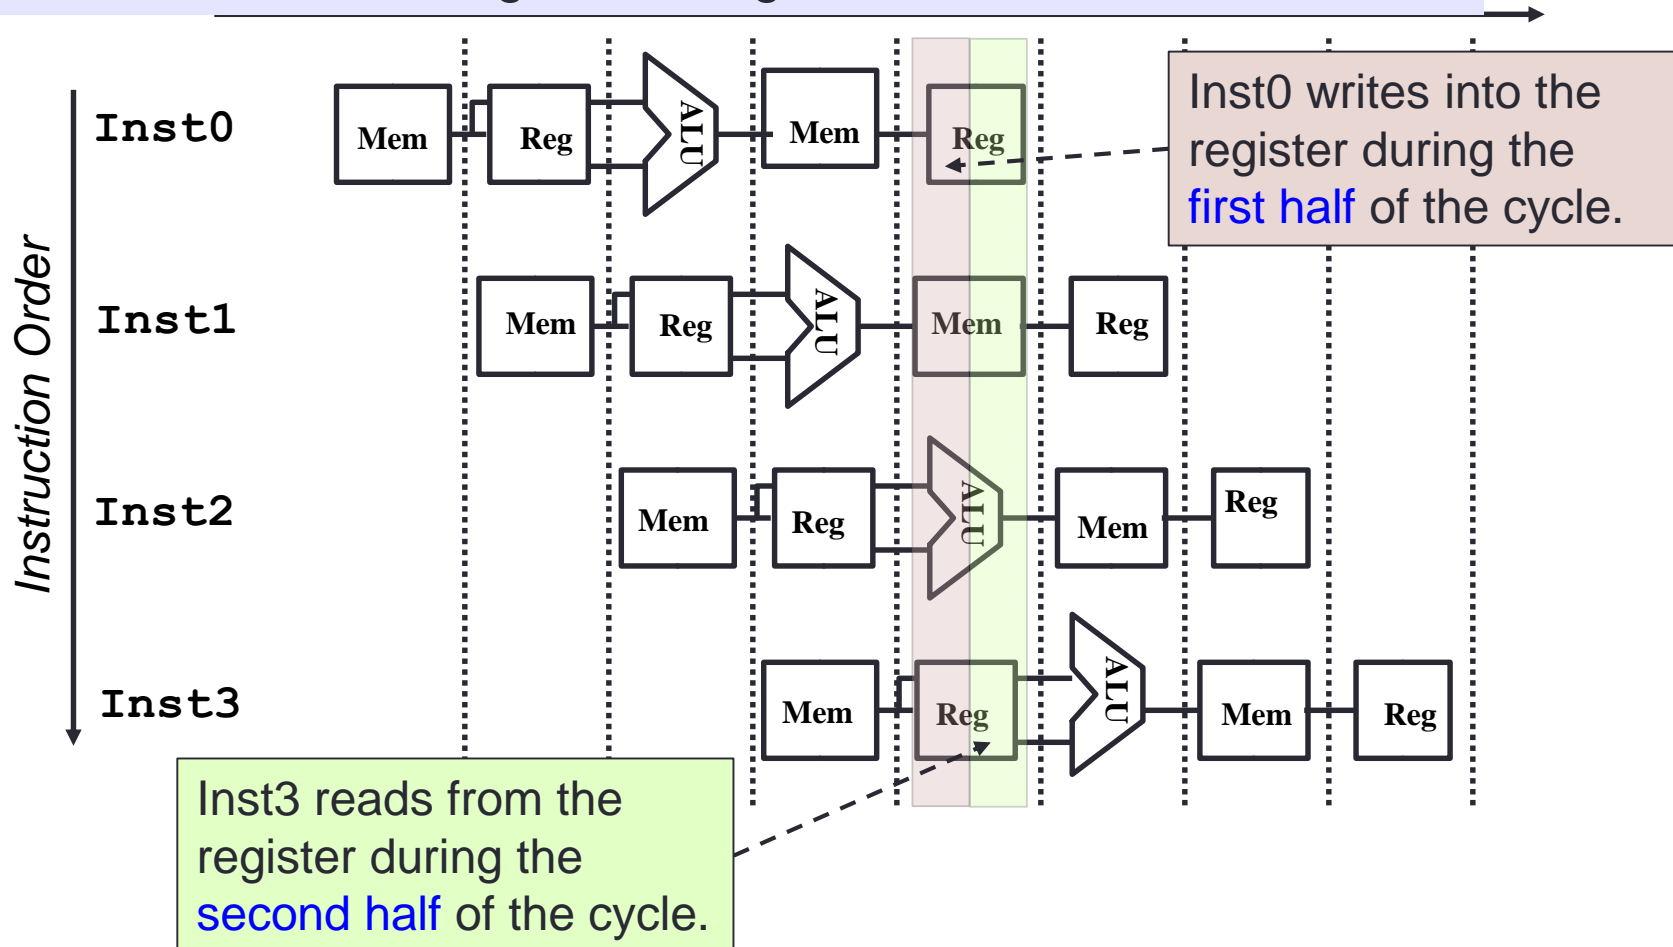 Inst0
Mem
Reg
ALU
Mem
Reg
Inst0 writes into the
register during the
first half of the cycle.
Instruction Order
Inst1
Mem
Reg
ALU
Mem
Reg
Inst2
Mem
Reg
ALU
Mem
Reg
Inst3
Mem
Reg
ALU
Mem
Reg
Inst3 reads from the
register during the
second half of the cycle.